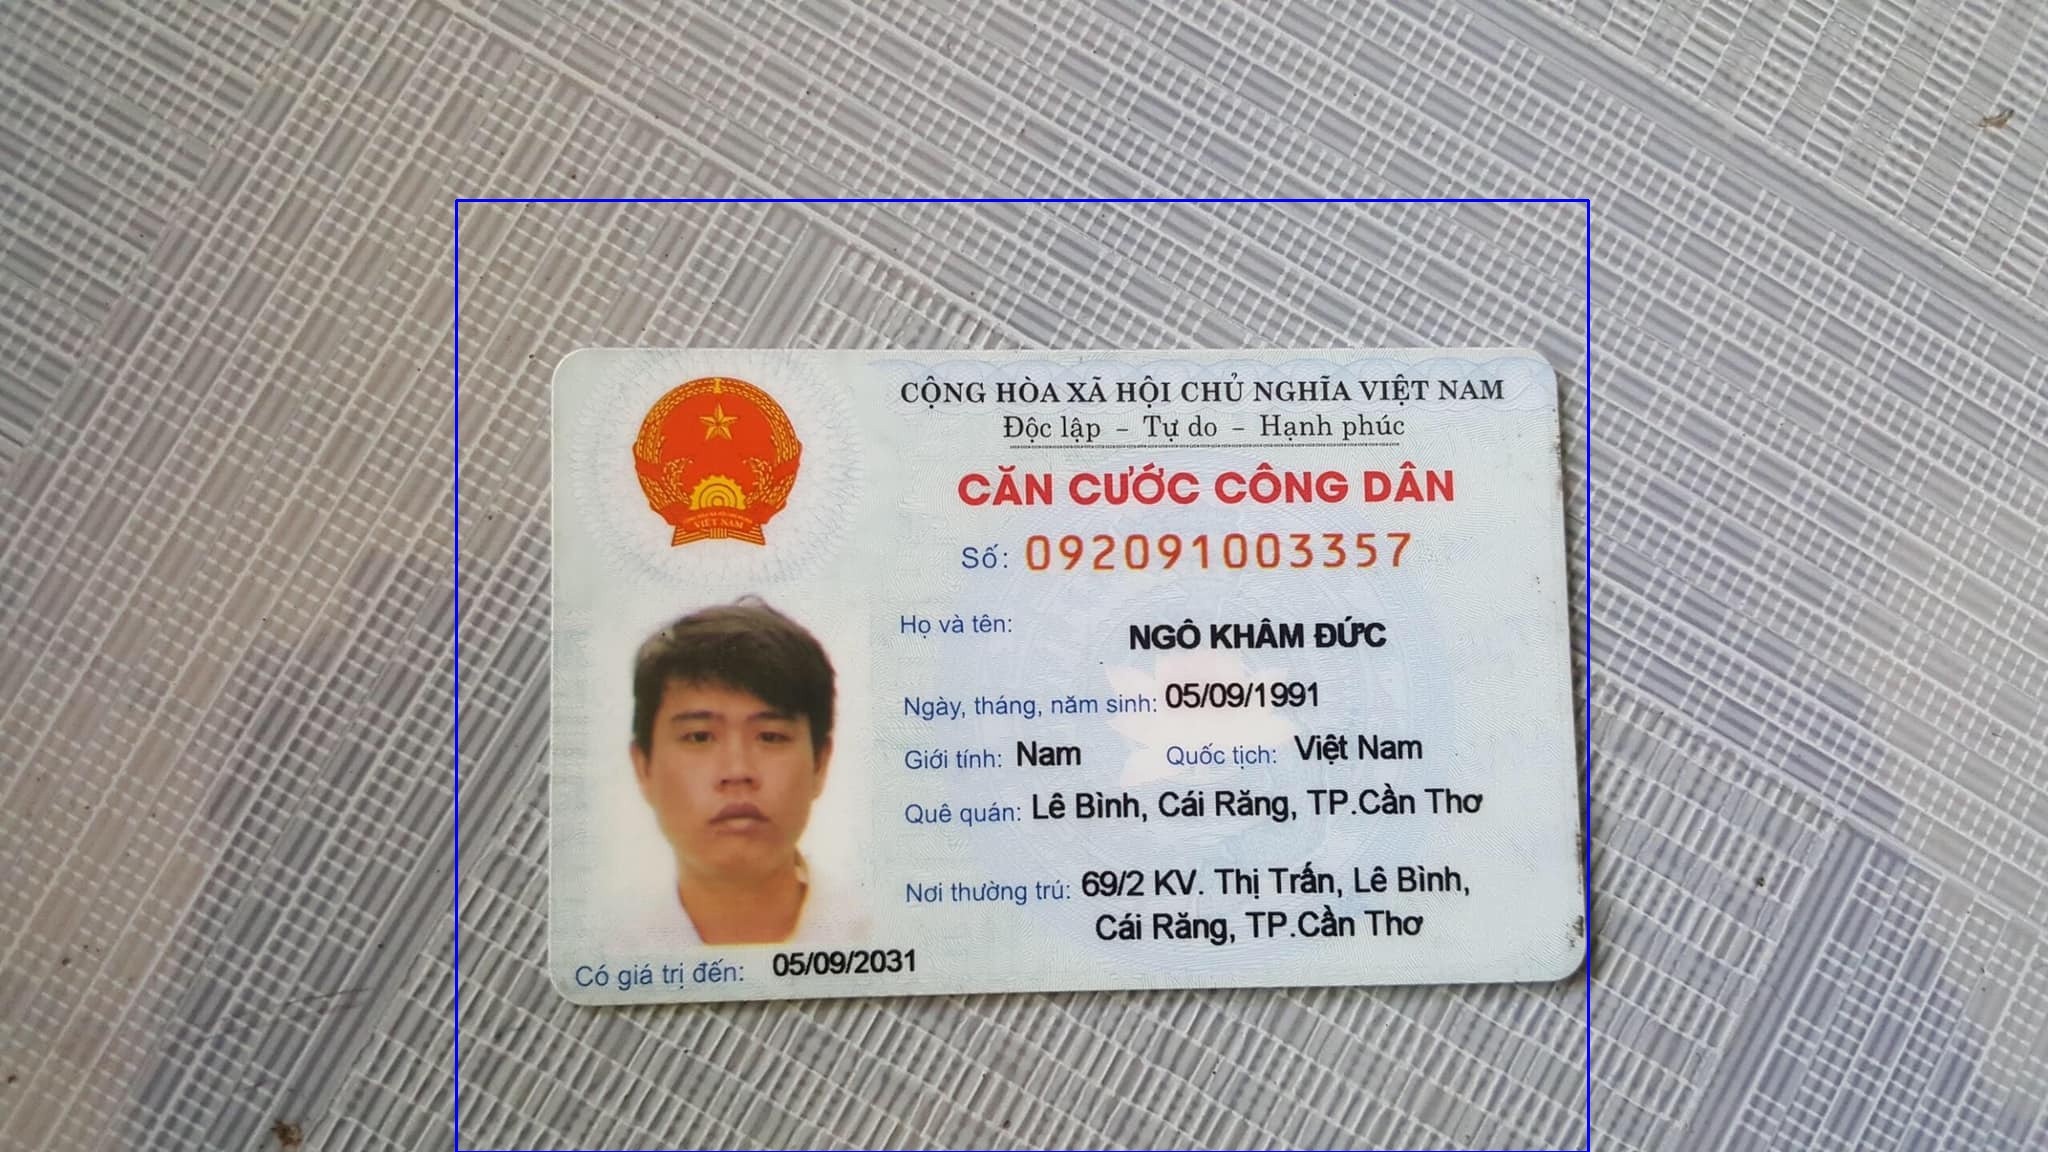 CỘNG HÒA XÃ HỘI CHỦ NGHĨA VIỆT NAM
Độc lập - Tự do - Hạnh phúc
CĂN CƯỚC CÔNG DÂN
Số: 092091003357
VIỆT NAM
Họ và tên: NGÔ KHÂM ĐỨC
Ngày, tháng, năm sinh: 05/09/1991
Giới tính: Nam Quốc tịch: Việt Nam
Quê quán: Lê Bình, Cái Răng, TP.Cần Thơ
Nơi thường trú: 69/2 KV. Thị Trấn, Lê Bình,
Cái Răng, TP.Cần Thơ
Có giá trị đến: 05/09/2031